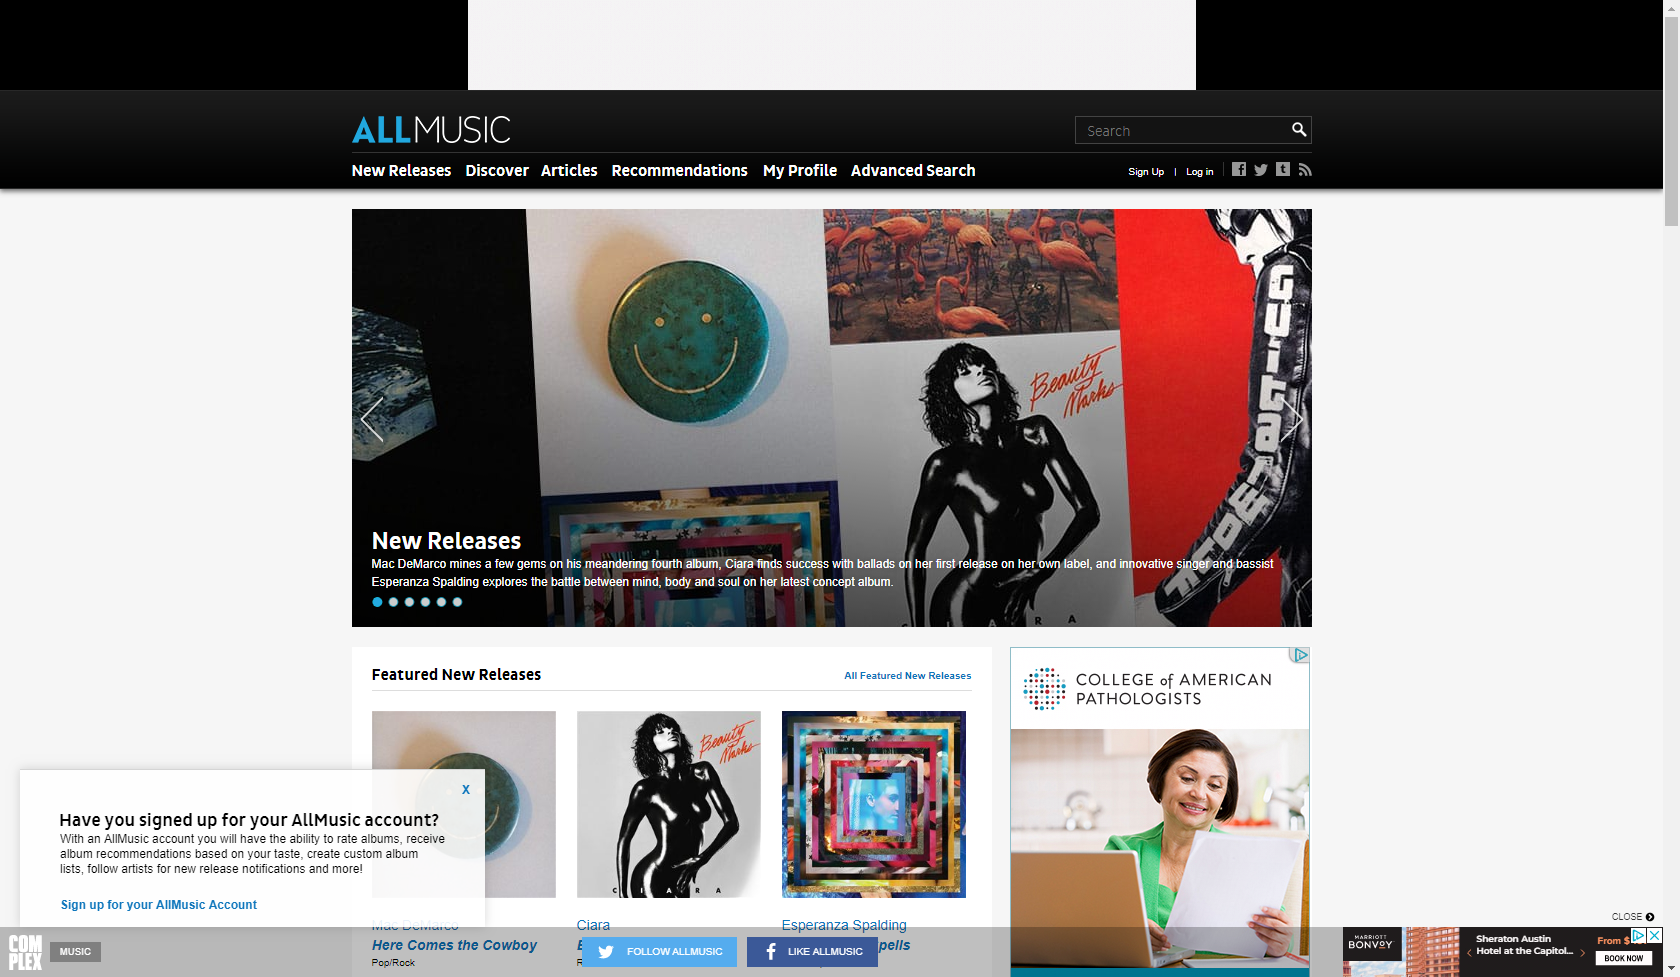 ALLMUSIC
Search
New Releases Discover Articles Recommendations My Profile Advanced Search
Sign Up | Log in
Beauty Marks
CIARA
New Releases
Mac DeMarco mines a few gems on his meandering fourth album, Ciara finds success with ballads on her first release on her own label, and innovative singer and bassist
Esperanza Spalding explores the battle between mind, body and soul on her latest concept album.
Featured New Releases
All Featured New Releases
Beauty Marks
CIARA
Mac DeMarco
Here Comes the Cowboy
Pop/Rock
Ciara
Esperanza Spalding
COLLEGE of AMERICAN
PATHOLOGISTS
X
Have you signed up for your AllMusic account?
With an AllMusic account you will have the ability to rate albums, receive
album recommendations based on your taste, create custom album
lists, follow artists for new release notifications and more!
Sign up for your AllMusic Account
COM
PLEX
MUSIC
FOLLOW ALLMUSIC
LIKE ALLMUSIC
CLOSE
MARRIOTT
BONVOY
Sheraton Austin
Hotel at the Capitol...
From $
BOOK NOW